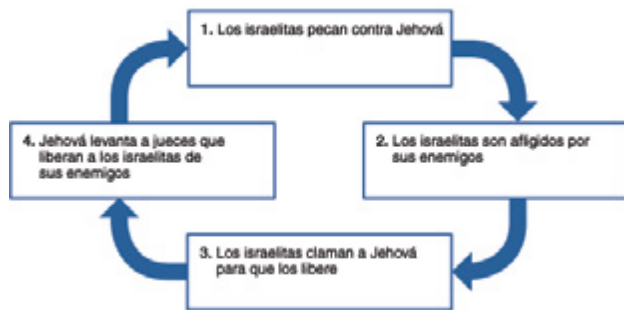 1. Los israelitas pecan contra Jehová
2. Los israelitas son afligidos por
sus enemigos
3. Los israelitas claman a Jehová
para que los libere
4. Jehová levanta a jueces que
liberan a los israelitas de
sus enemigos